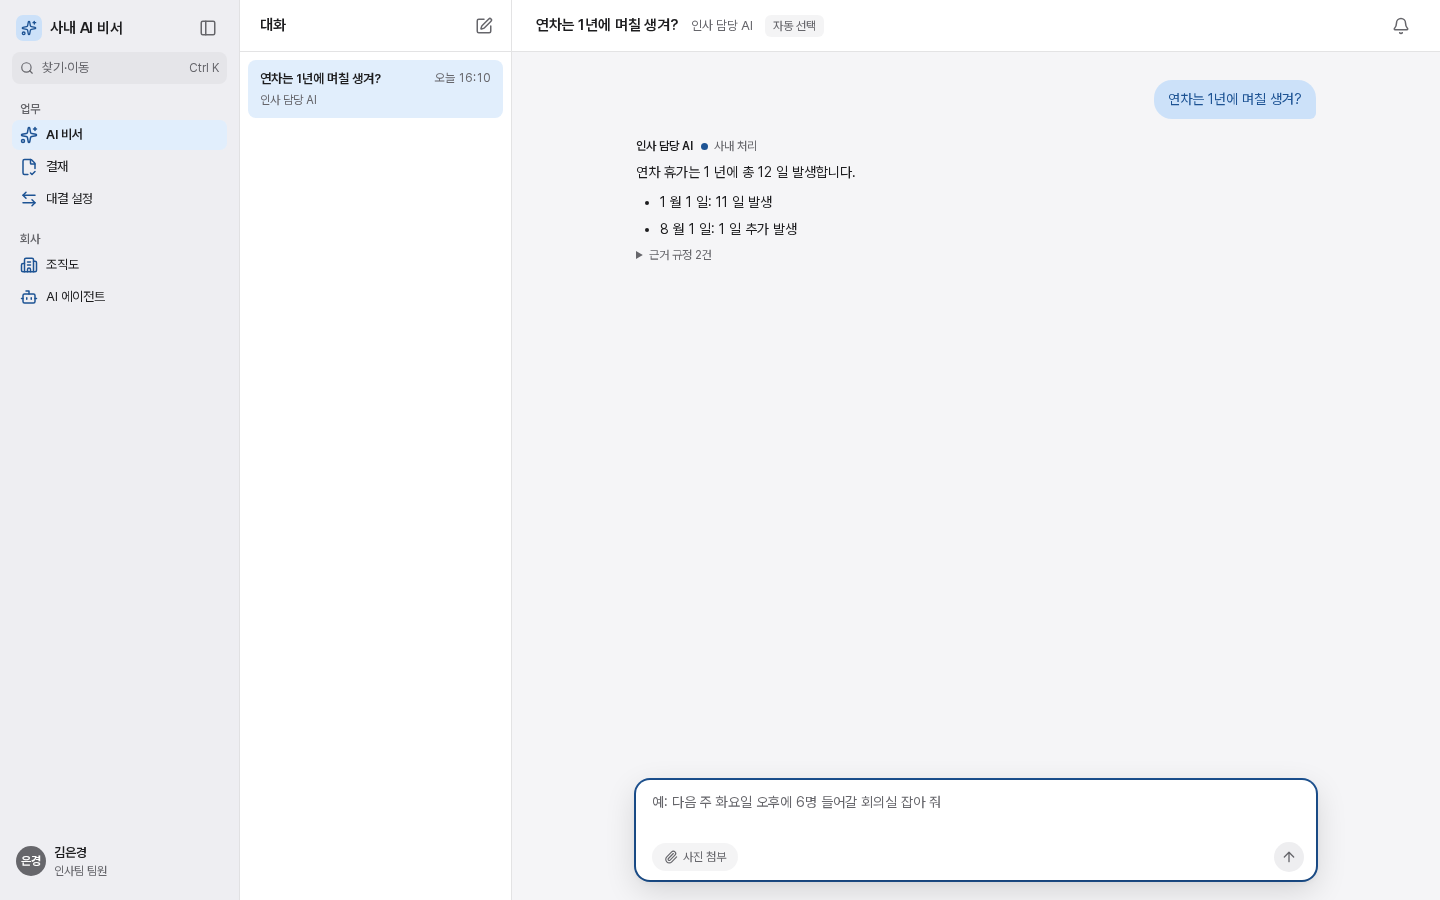 사내 AI 비서
찾기·이동
Ctrl K
업무
AI 비서
결재
대결 설정
회사
조직도
AI 에이전트
은경
김은경
인사팀 팀원
대화
연차는 1년에 며칠 생겨?
오늘 16:10
인사 담당 AI
연차는 1년에 며칠 생겨?
인사 담당 AI
자동 선택
연차는 1년에 며칠 생겨?
인사 담당 AI
사내 처리
연차 휴가는 1 년에 총 12 일 발생합니다.
1 월 1 일: 11 일 발생
8 월 1 일: 1 일 추가 발생
근거 규정 2건
예: 다음 주 화요일 오후에 6명 들어갈 회의실 잡아 줘
사진 첨부